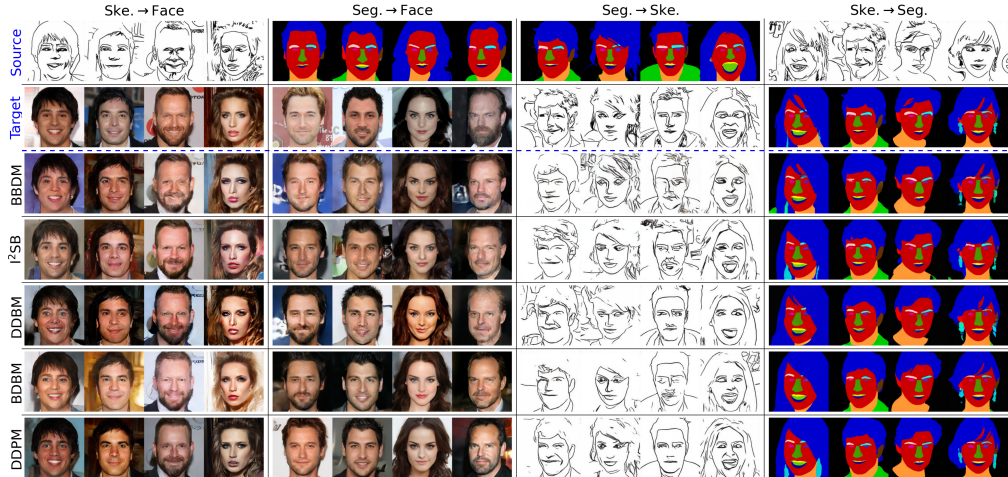 Ske. → Face Seg. → Face Seg. → Ske. Ske. → Seg.
Source
Target
BBDM
I²SB
DDBM
BDBM
DDPM